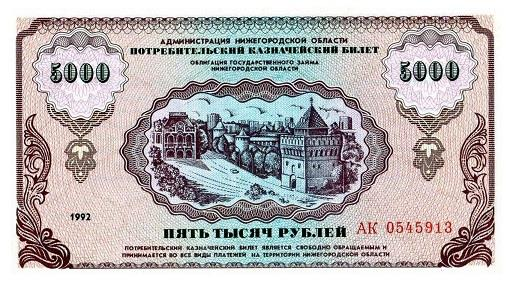 АДМИНИСТРАЦИЯ НИЖЕГОРОДСКОЙ ОБЛАСТИ
ПОТРЕБИТЕЛЬСКИЙ КАЗНАЧЕЙСКИЙ БИЛЕТ
ОБЛИГАЦИЯ ГОСУДАРСТВЕННОГО ЗАЙМА
НИЖЕГОРОДСКОЙ ОБЛАСТИ
5000 5000
1992
ПЯТЬ ТЫСЯЧ РУБЛЕЙ АК 0545913
ПОТРЕБИТЕЛЬСКИЙ КАЗНАЧЕЙСКИЙ БИЛЕТ ЯВЛЯЕТСЯ СВОБОДНО ОБРАЩАЕМЫМ И
ПРИНИМАЕТСЯ ВО ВСЕ ВИДЫ ПЛАТЕЖЕЙ НА ТЕРРИТОРИИ НИЖЕГОРОДСКОЙ ОБЛАСТИ